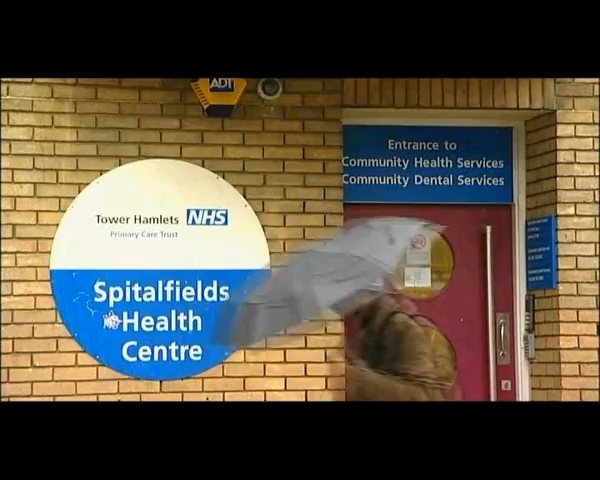 ADT
Entrance to
Community Health Services
Community Dental Services
Tower Hamlets NHS
Primary Care Trust
Spitalfields
Health
Centre